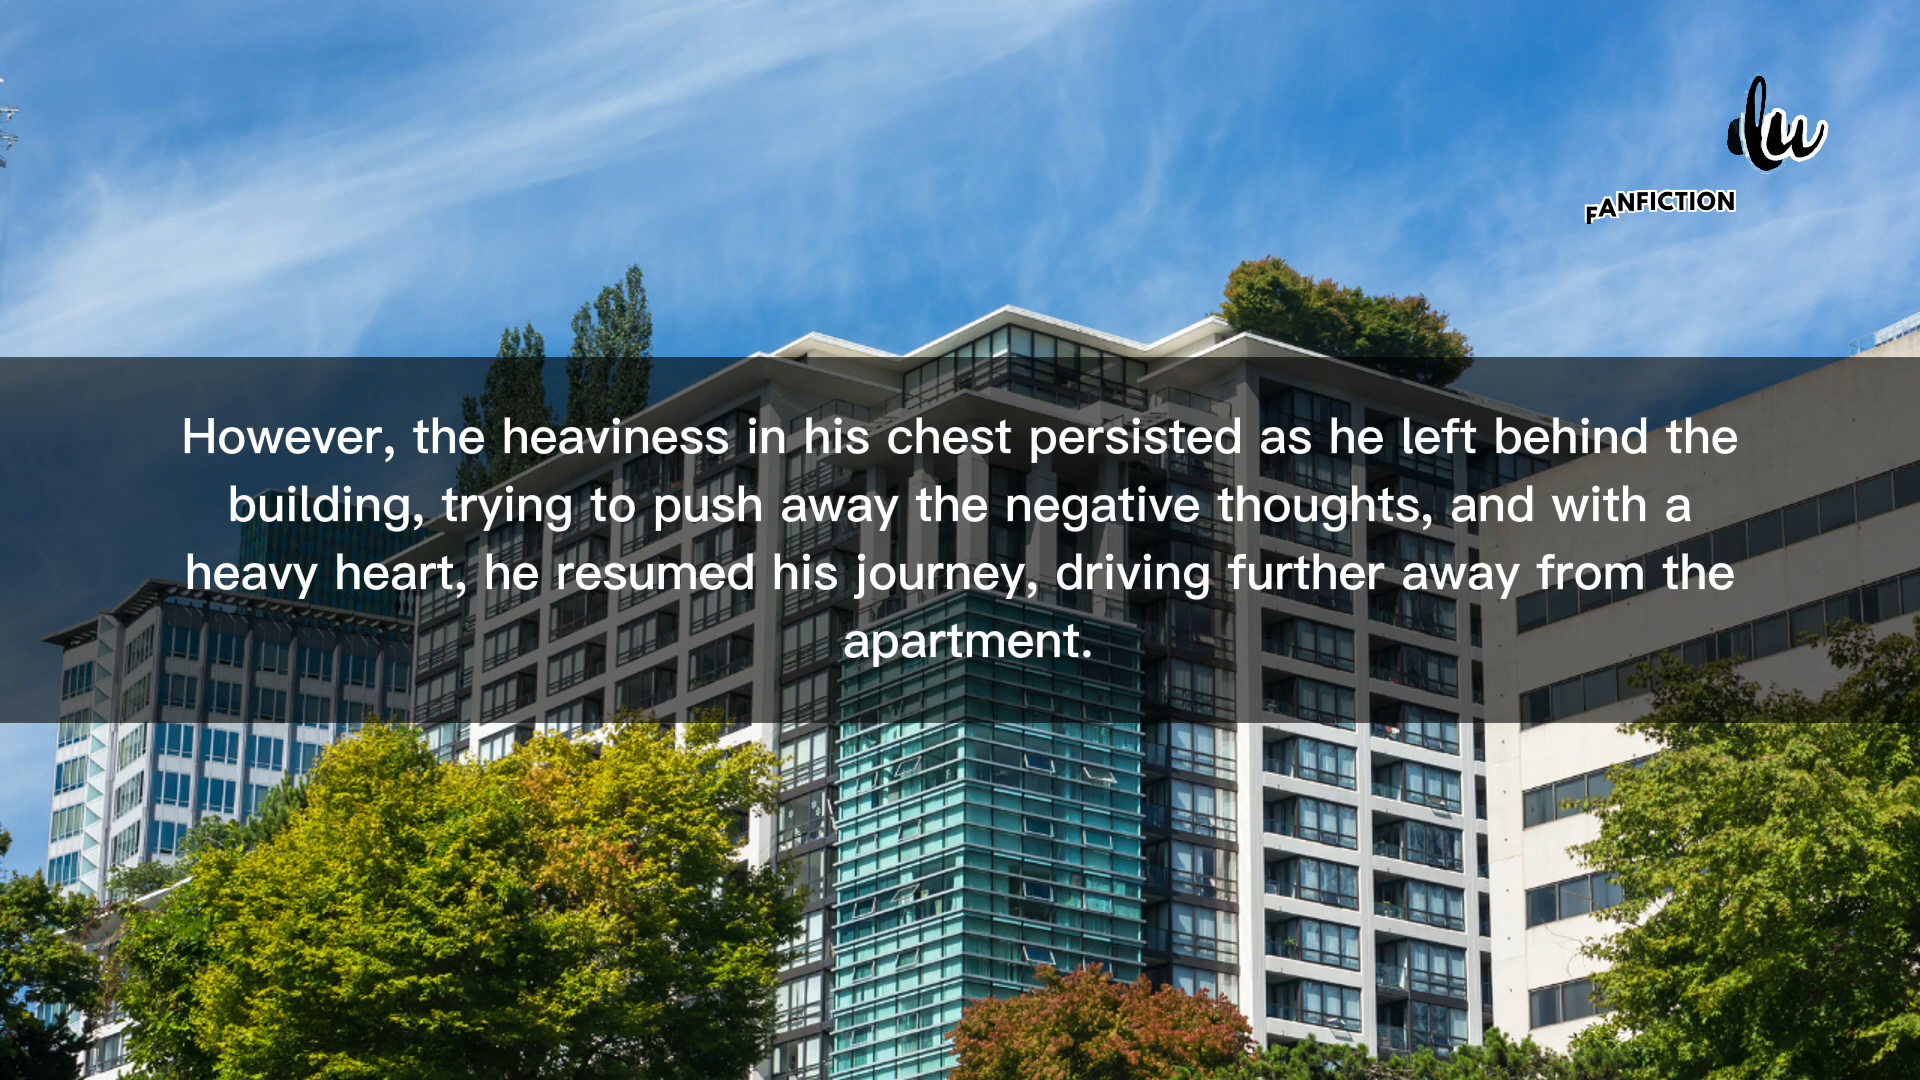 lu
FANFICTION
However, the heaviness in his chest persisted as he left behind the
building, trying to push away the negative thoughts, and with a
heavy heart, he resumed his journey, driving further away from the
apartment.